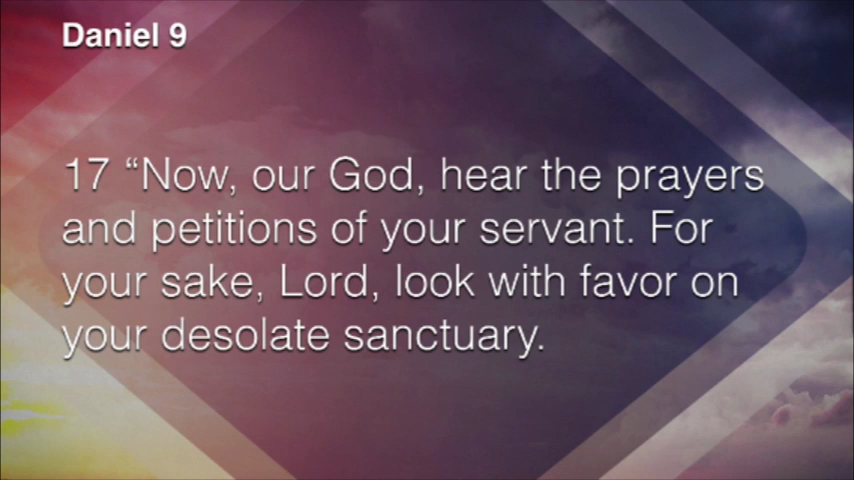 Daniel 9
17 “Now, our God, hear the prayers
and petitions of your servant. For
your sake, Lord, look with favor on
your desolate sanctuary.